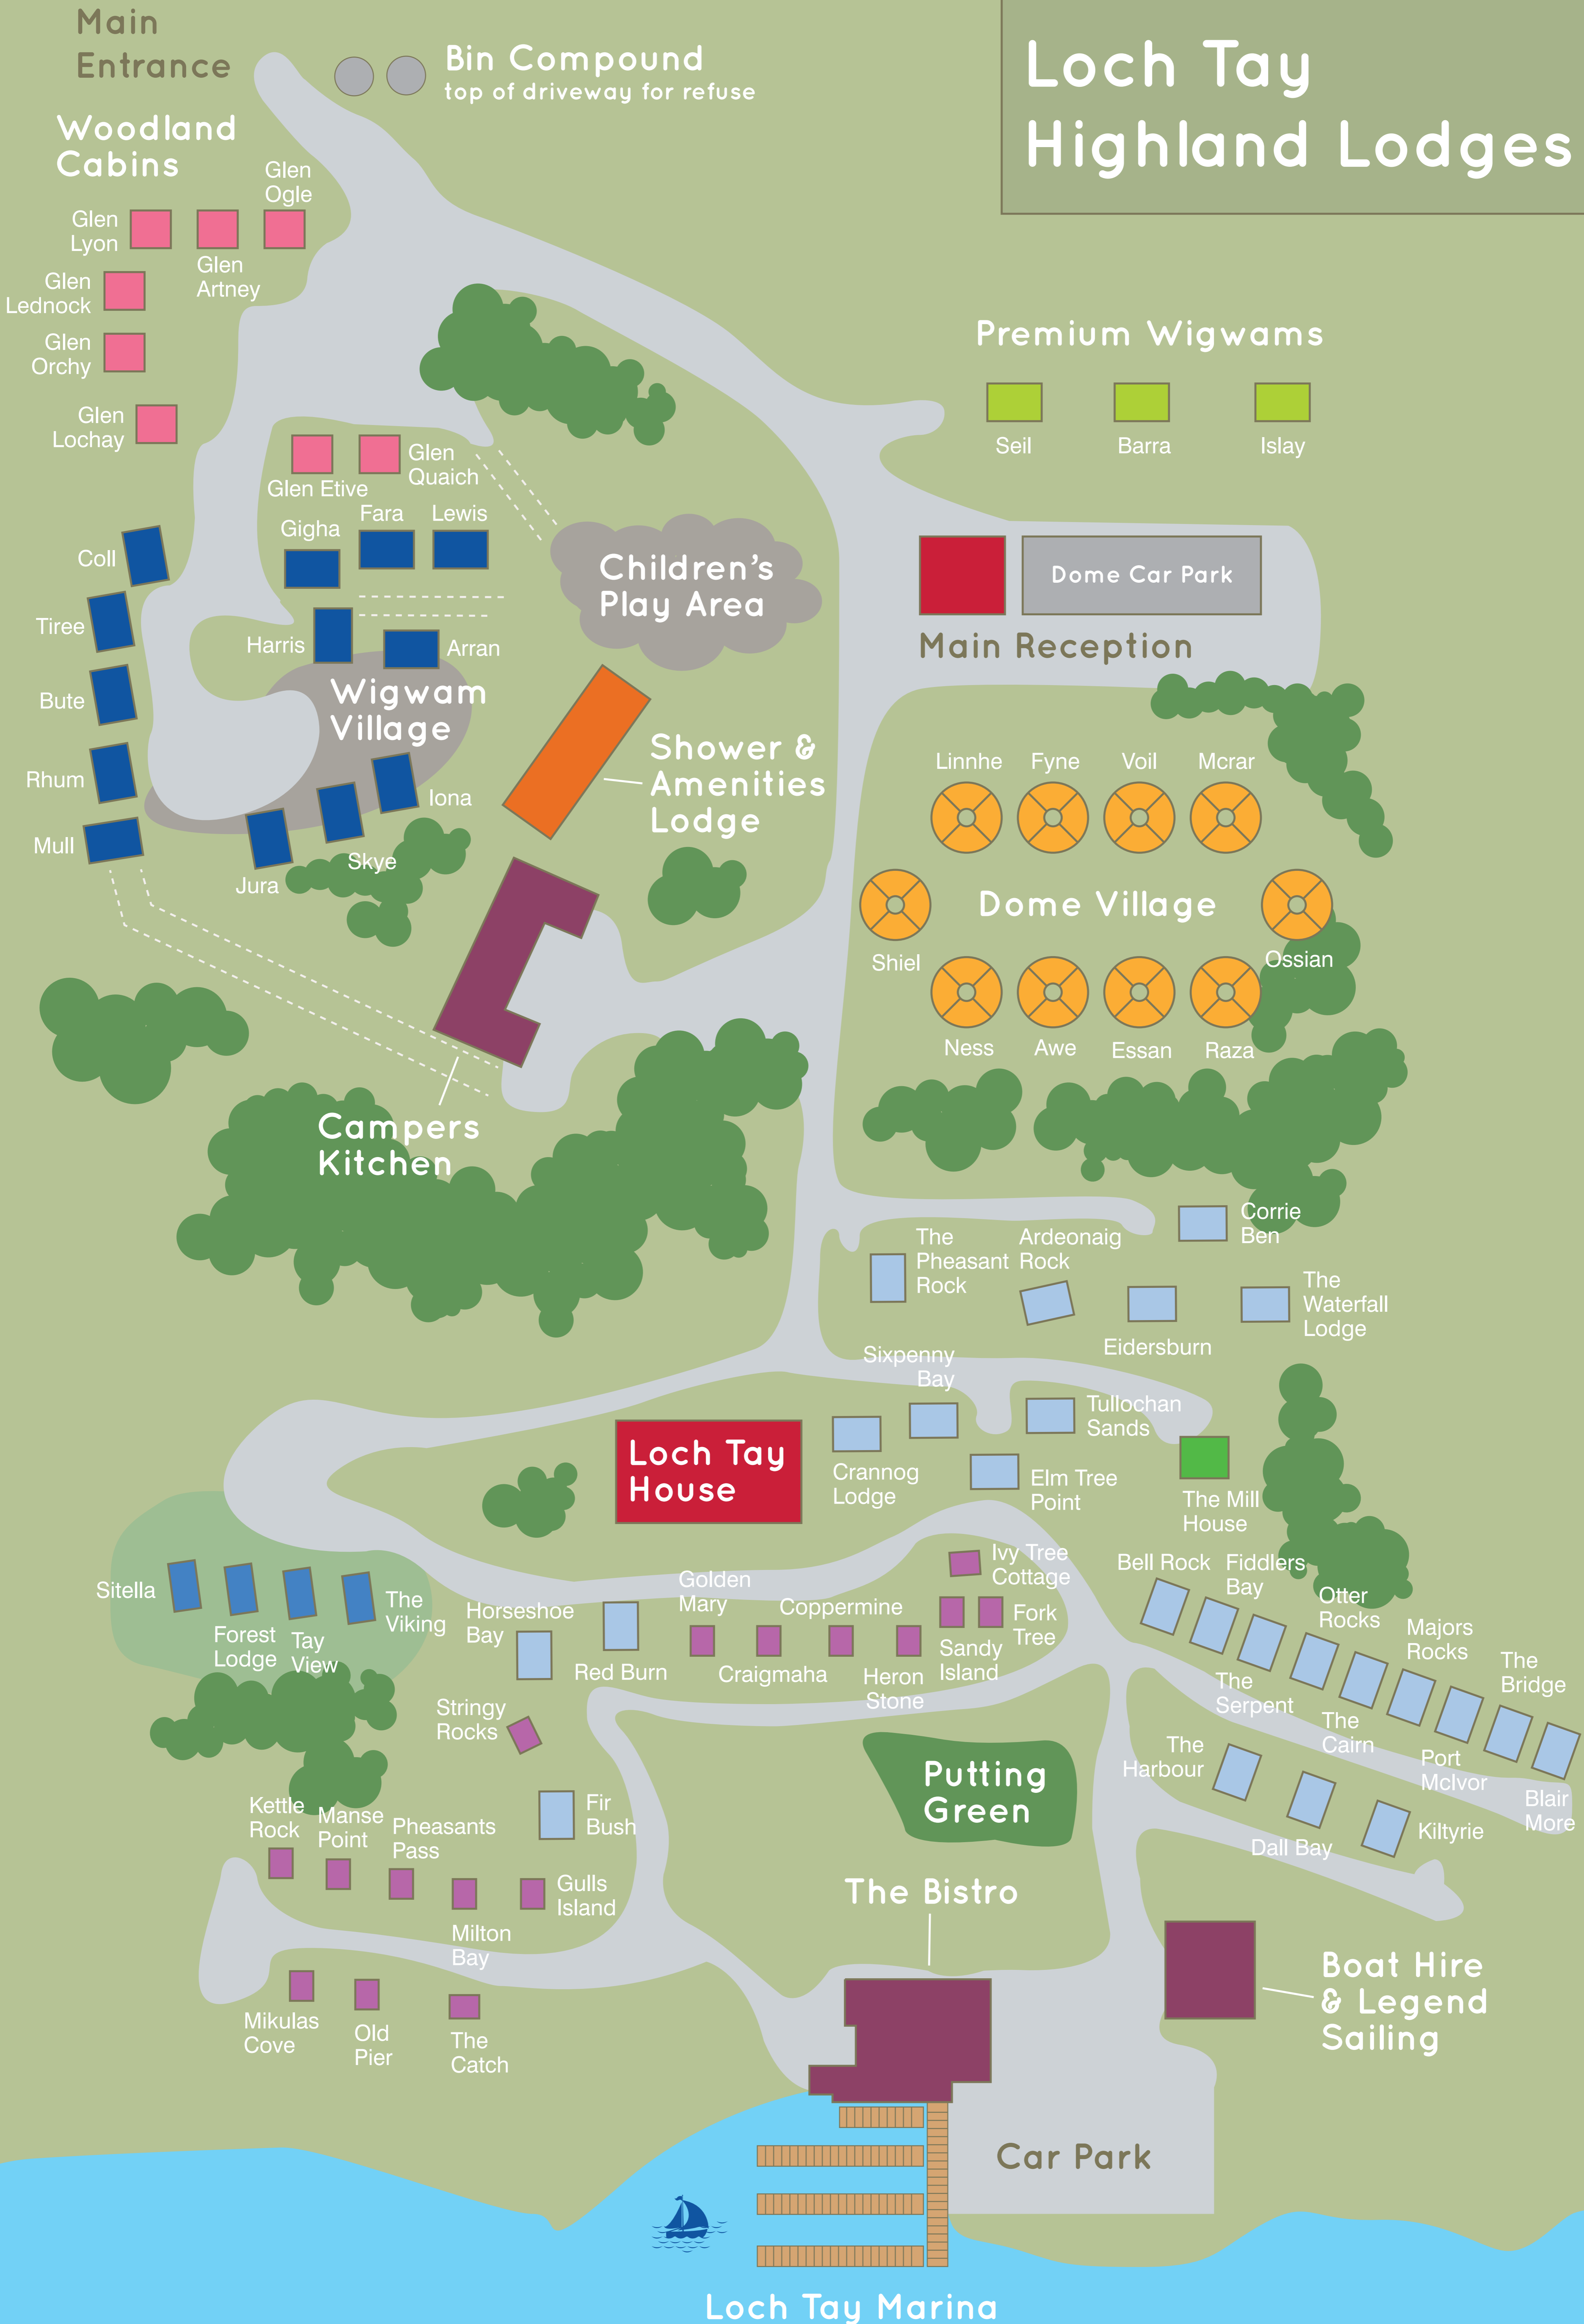 Main
Entrance
Bin Compound
top of driveway for refuse
Loch Tay
Highland Lodges
Woodland
Cabins
Glen
Ogle
Glen
Lyon
Glen
Artney
Glen
Lednock
Glen
Orchy
Glen
Lochay
Premium Wigwams
Seil
Barra
Islay
Glen Etive
Glen
Quaich
Gigha
Fara
Lewis
Coll
Tiree
Harris
Arran
Bute
Wigwam
Village
Rhum
Iona
Mull
Skye
Jura
Children's
Play Area
Dome Car Park
Main Reception
Shower &
Amenities
Lodge
Linnhe
Fyne
Voil
Mcrar
Dome Village
Shiel
Ossian
Ness
Awe
Essan
Raza
Campers
Kitchen
Corrie
Ben
The
Pheasant
Rock
Ardeonaig
Rock
The
Waterfall
Lodge
Eidersburn
Sixpenny
Bay
Tullochan
Sands
Loch Tay
House
Crannog
Lodge
Elm Tree
Point
The Mill
House
Sitella
Forest
Lodge
Tay
View
The
Viking
Horseshoe
Bay
Red Burn
Golden
Mary
Craigmaha
Coppermine
Heron
Stone
Ivy Tree
Cottage
Sandy
Island
Fork
Tree
Bell Rock
Fiddlers
Bay
Otter
Rocks
Majors
Rocks
The
Bridge
The
Serpent
The
Cairn
Port
McIvor
Blair
More
The
Harbour
Dall Bay
Kiltyrie
Stringy
Rocks
Putting
Green
Fir
Bush
Kettle
Rock
Manse
Point
Pheasants
Pass
Gulls
Island
Milton
Bay
The Bistro
Boat Hire
& Legend
Sailing
Mikulas
Cove
Old
Pier
The
Catch
Car Park
Loch Tay Marina